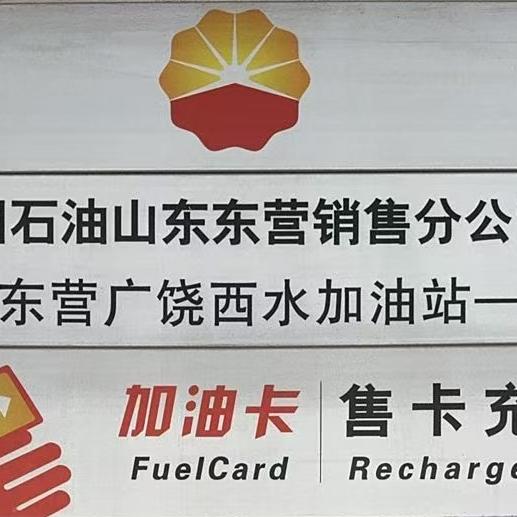 石油山东东营销售分公
东营广饶西水加油站一
加油卡 售卡充
FuelCard Recharge